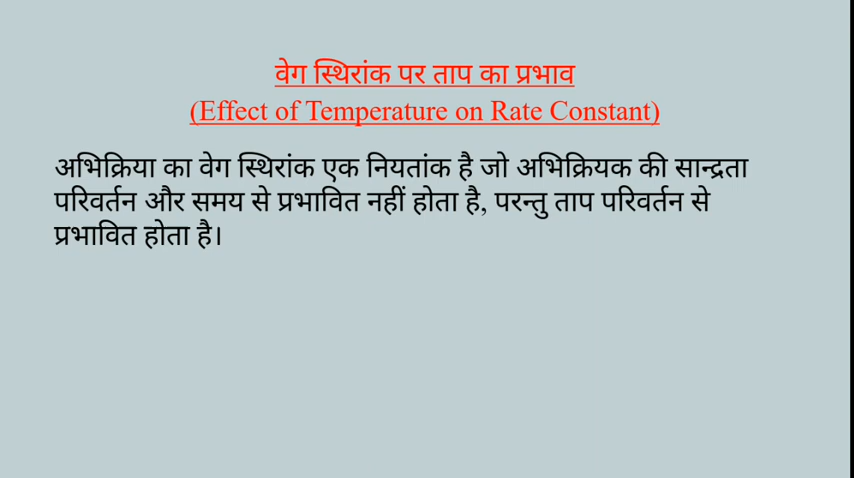 वेग स्थिरांक पर ताप का प्रभाव
(Effect of Temperature on Rate Constant)
अभिक्रिया का वेग स्थिरांक एक नियतांक है जो अभिक्रियक की सान्द्रता
परिवर्तन और समय से प्रभावित नहीं होता है, परन्तु ताप परिवर्तन से
प्रभावित होता है।